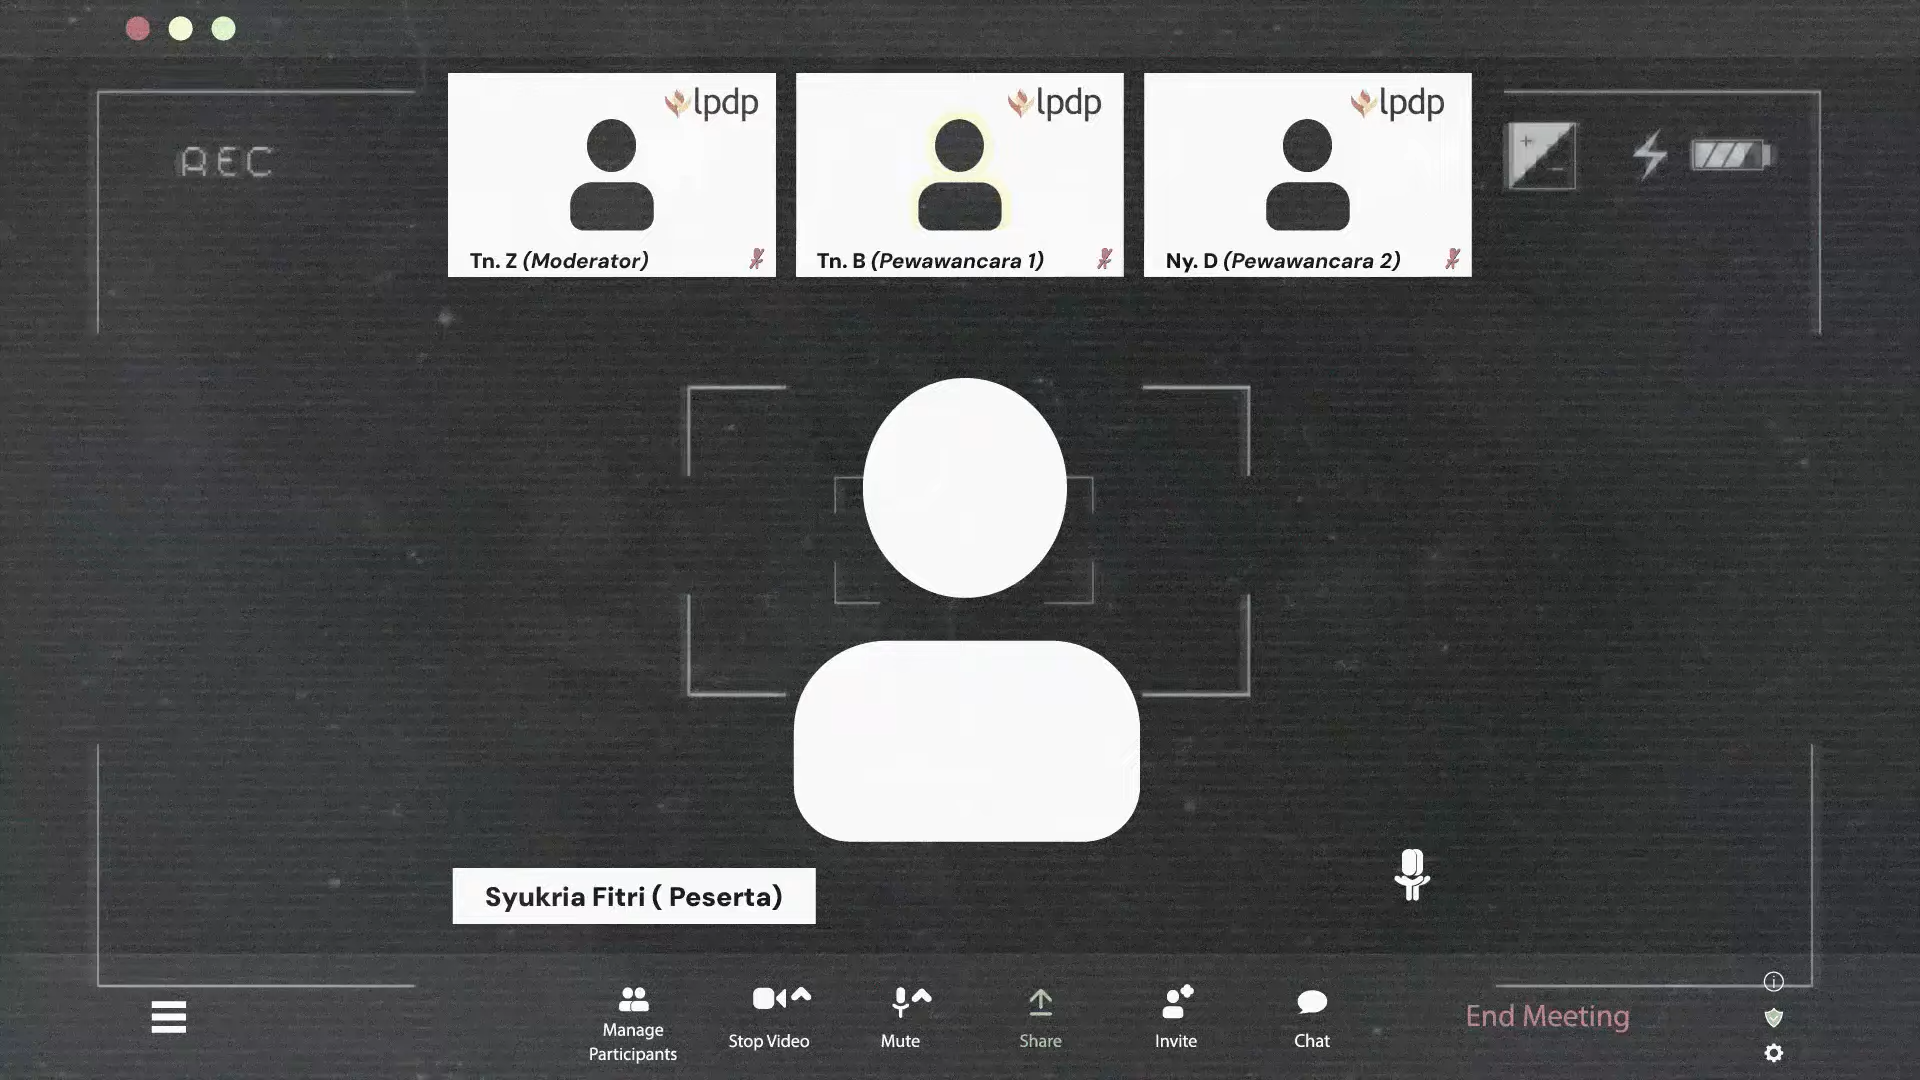 lpdp
lpdp
lpdp
REC
Tn. Z (Moderator)
Tn. B (Pewawancara 1)
Ny. D (Pewawancara 2)
Syukria Fitri ( Peserta)
Manage
Participants
Stop Video
Mute
Share
Invite
Chat
End Meeting